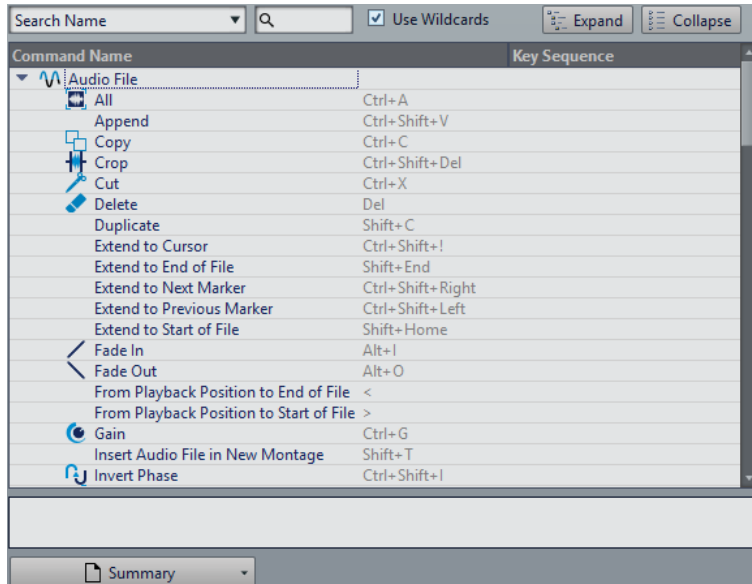 Search Name Use Wildcards Expand Collapse
Command Name Key Sequence
Audio File
All Ctrl+A
Append Ctrl+Shift+V
Copy Ctrl+C
Crop Ctrl+Shift+Del
Cut Ctrl+X
Delete Del
Duplicate Shift+C
Extend to Cursor Ctrl+Shift+!
Extend to End of File Shift+End
Extend to Next Marker Ctrl+Shift+Right
Extend to Previous Marker Ctrl+Shift+Left
Extend to Start of File Shift+Home
Fade In Alt+I
Fade Out Alt+O
From Playback Position to End of File <
From Playback Position to Start of File >
Gain Ctrl+G
Insert Audio File in New Montage Shift+T
Invert Phase Ctrl+Shift+I
Summary